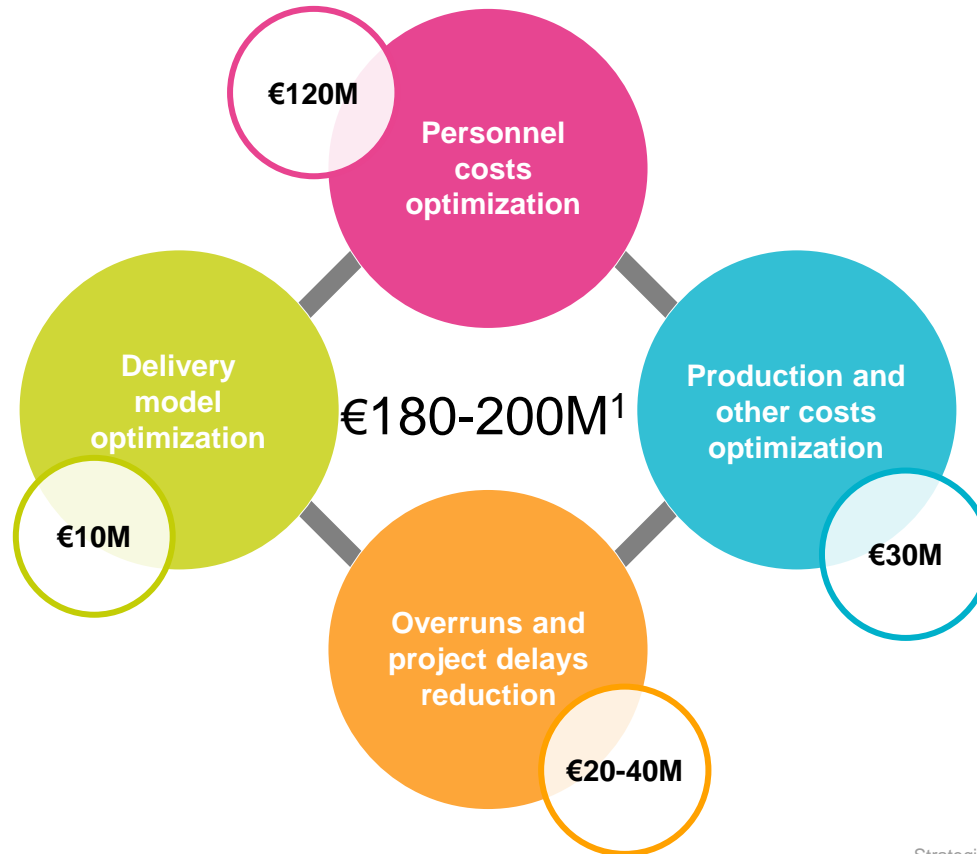 €120M
Personnel
costs
optimization
Delivery
model
optimization
€10M
€180-200M¹
Production and
other costs
optimization
€30M
Overruns and
project delays
reduction
€20-40M